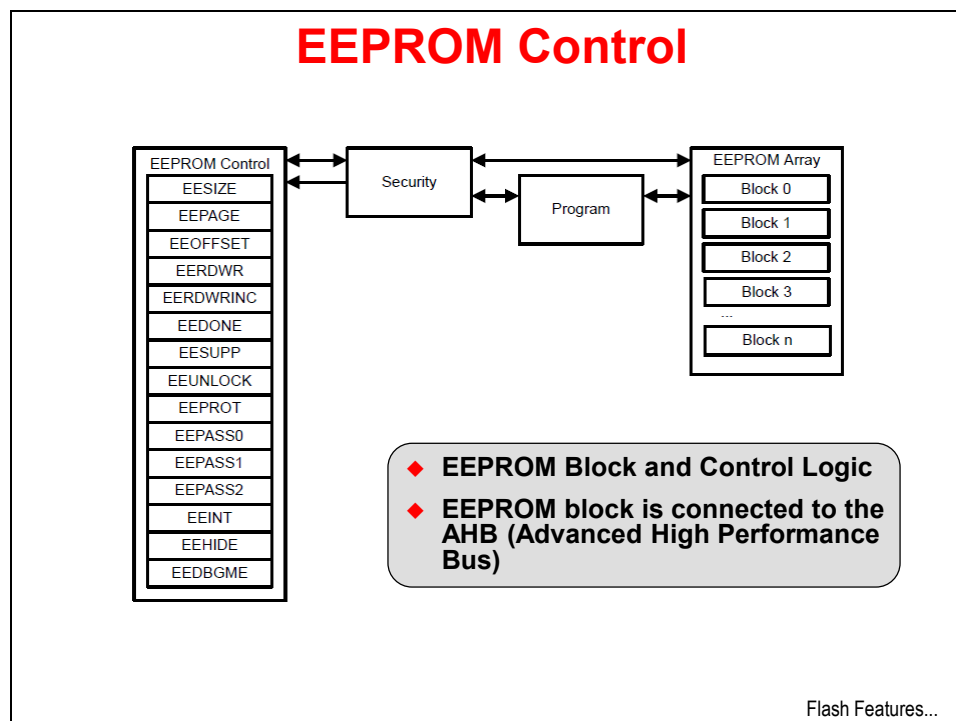 EEPROM Control
EEPROM Control
EESIZE
EEPAGE
EEOFFSET
EERDWR
EERDWRINC
EEDONE
EESUPP
EEUNLOCK
EEPROT
EEPASS0
EEPASS1
EEPASS2
EEINT
EEHIDE
EEDBGME
Security
Program
EEPROM Array
Block 0
Block 1
Block 2
Block 3
...
Block n
◆ EEPROM Block and Control Logic
◆ EEPROM block is connected to the
AHB (Advanced High Performance
Bus)
Flash Features...